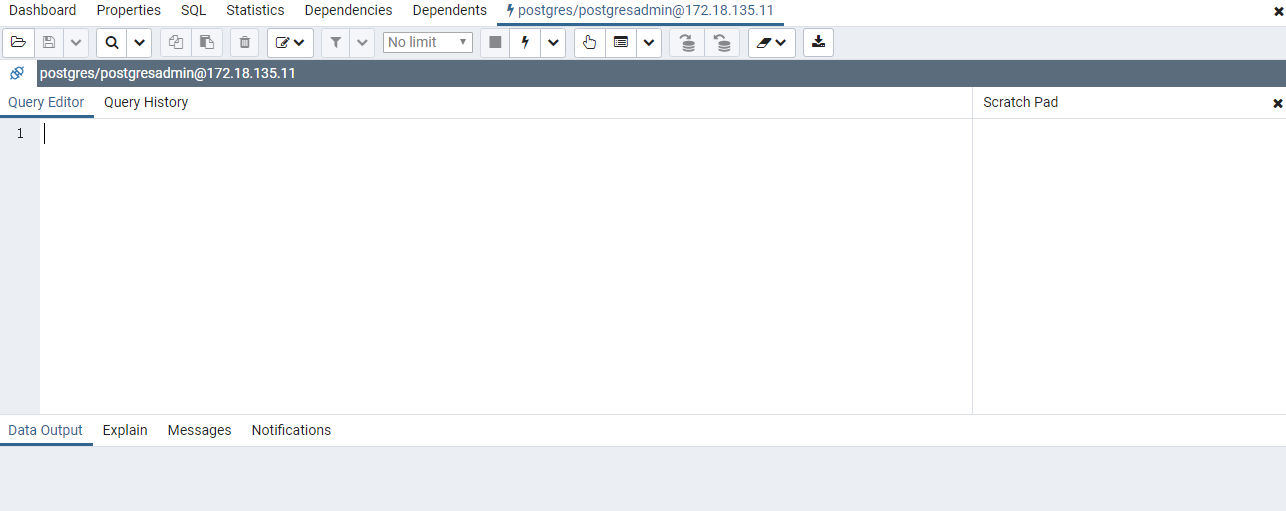 Dashboard Properties SQL Statistics Dependencies Dependents postgres/postgresadmin@172.18.135.11
No limit
postgres/postgresadmin@172.18.135.11
Query Editor Query History Scratch Pad
1
Data Output Explain Messages Notifications